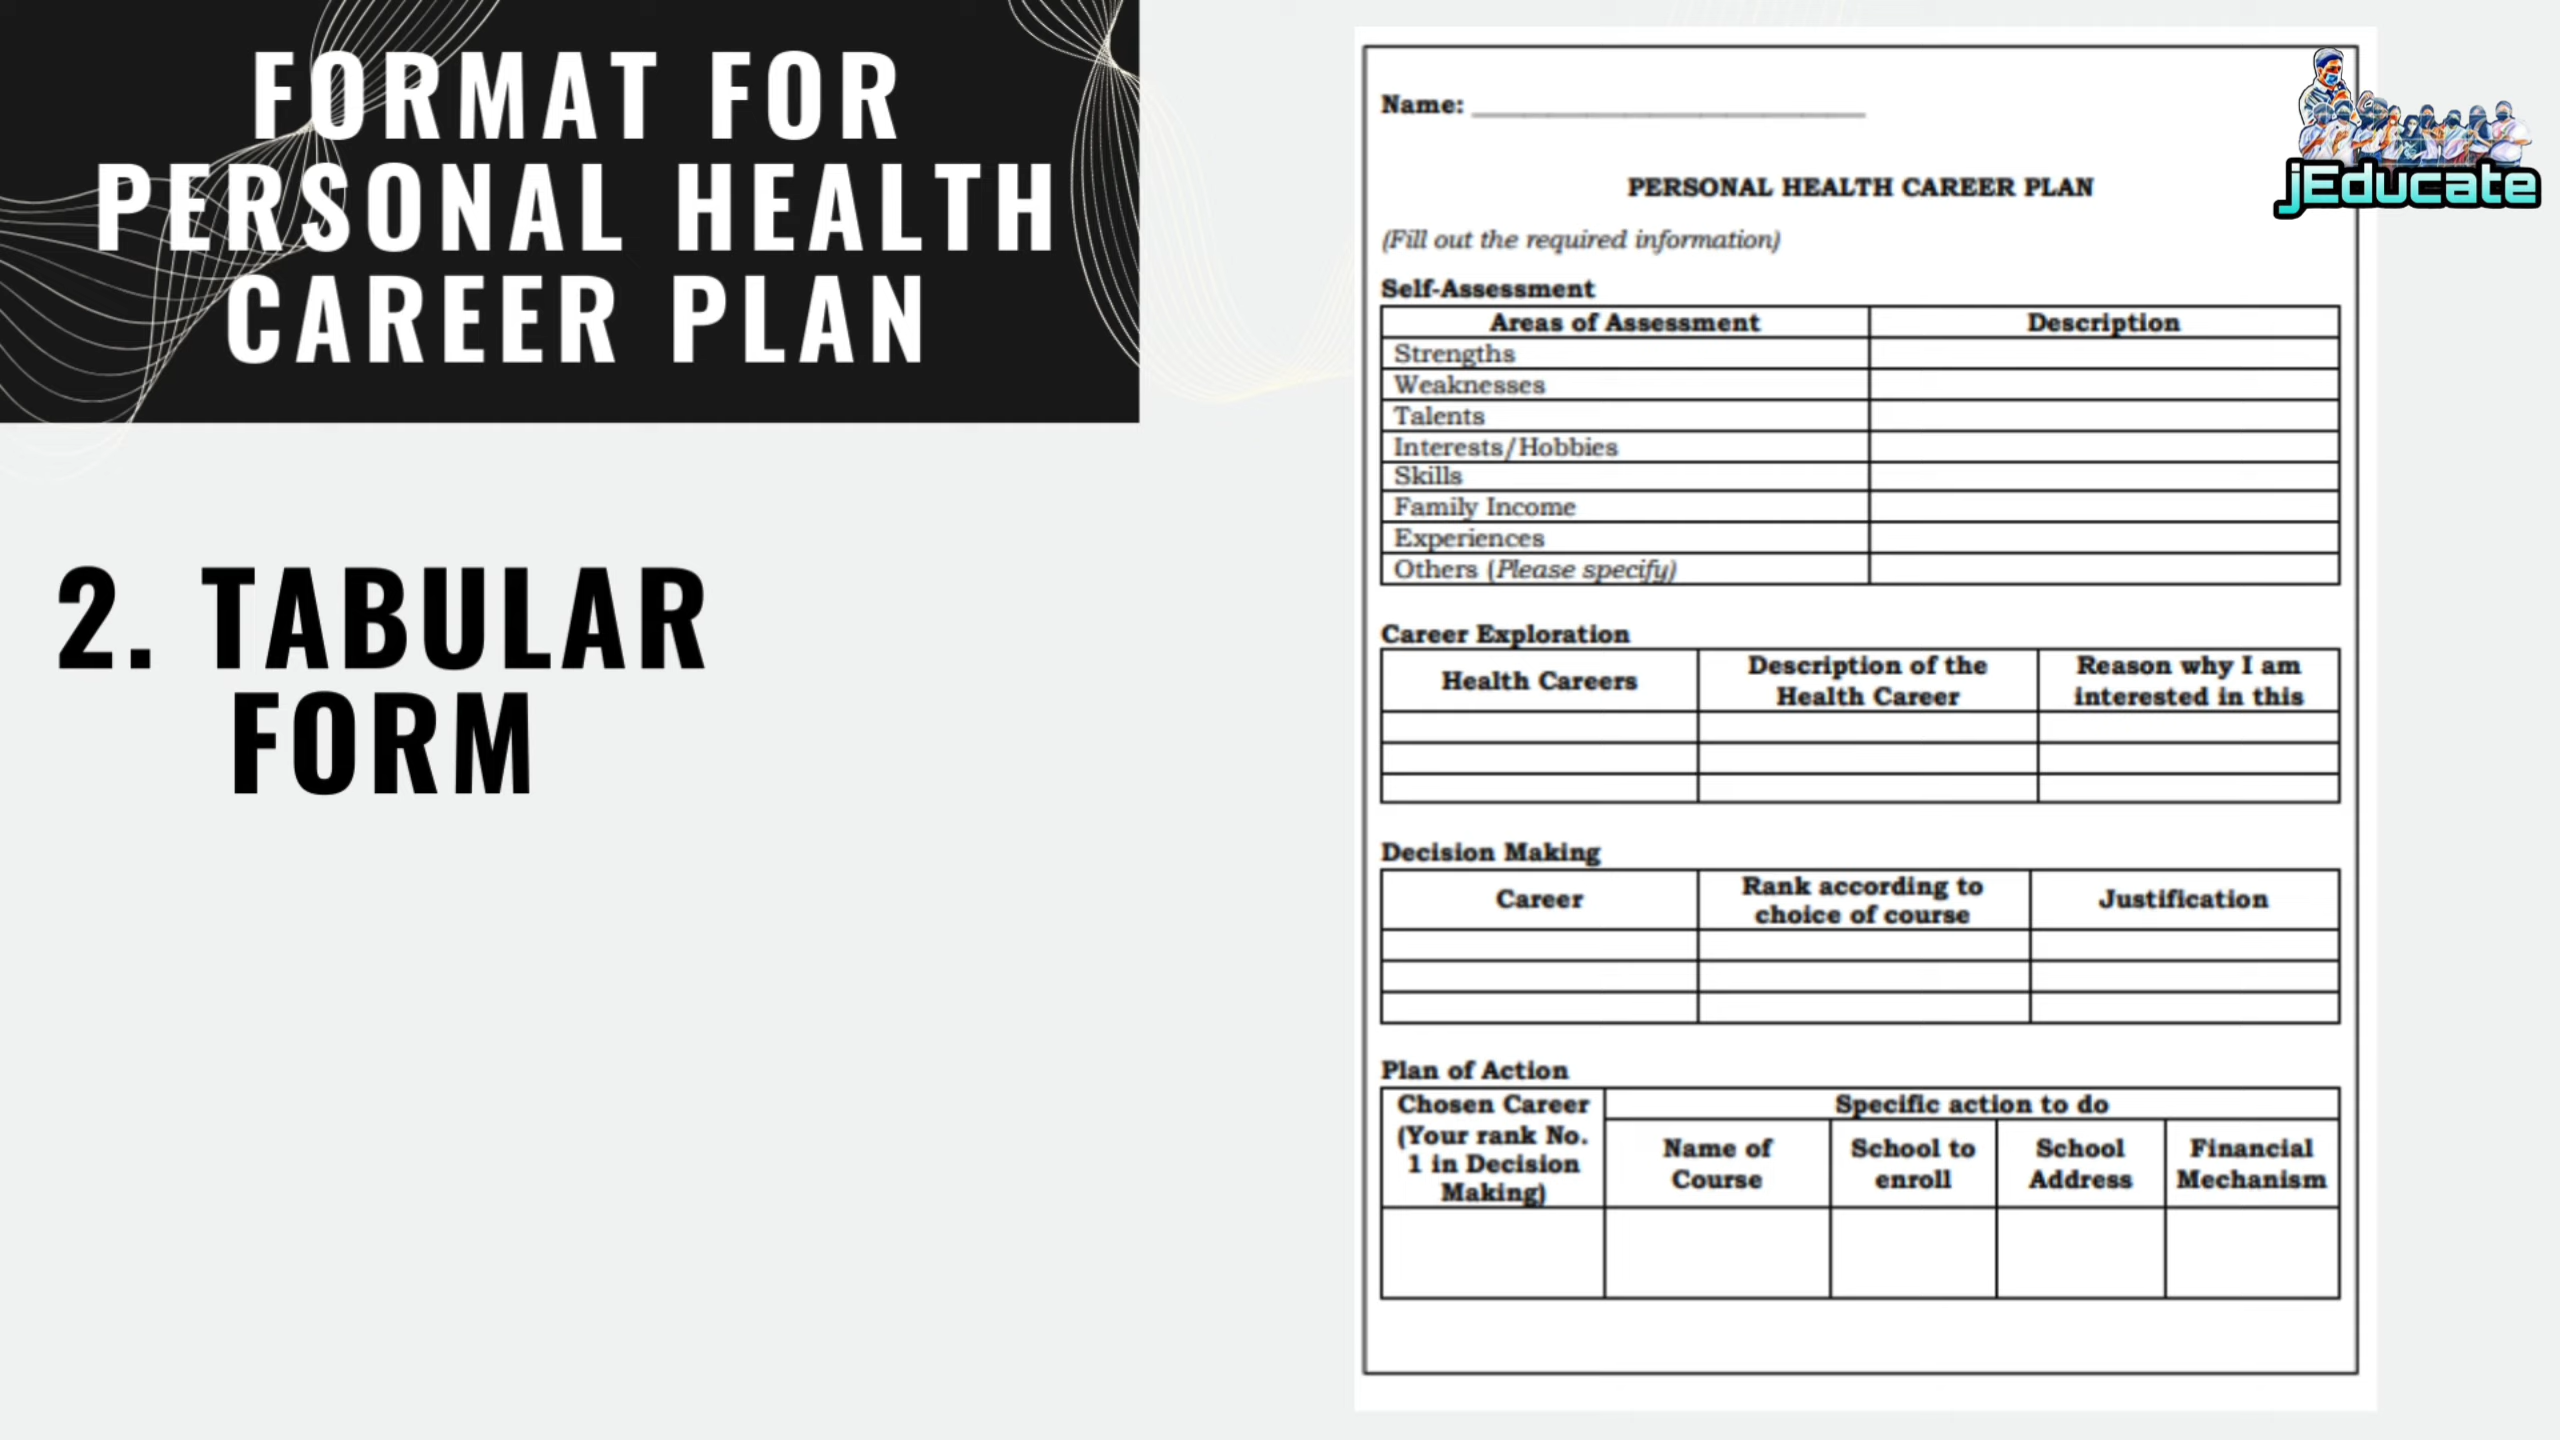 FORMAT FOR
PERSONAL HEALTH
CAREER PLAN
2. TABULAR
FORM
jEducate
Name: ____________________
PERSONAL HEALTH CAREER PLAN
(Fill out the required information)
Self-Assessment
Areas of Assessment Description
Strengths
Weaknesses
Talents
Interests/Hobbies
Skills
Family Income
Experiences
Others (Please specify)
Career Exploration
Health Careers
Description of the
Health Career
Reason why I am
interested in this
Decision Making
Career
Rank according to
choice of course
Justification
Plan of Action
Chosen Career
(Your rank No.
1 in Decision
Making)
Specific action to do
Name of
Course
School to
enroll
School
Address
Financial
Mechanism